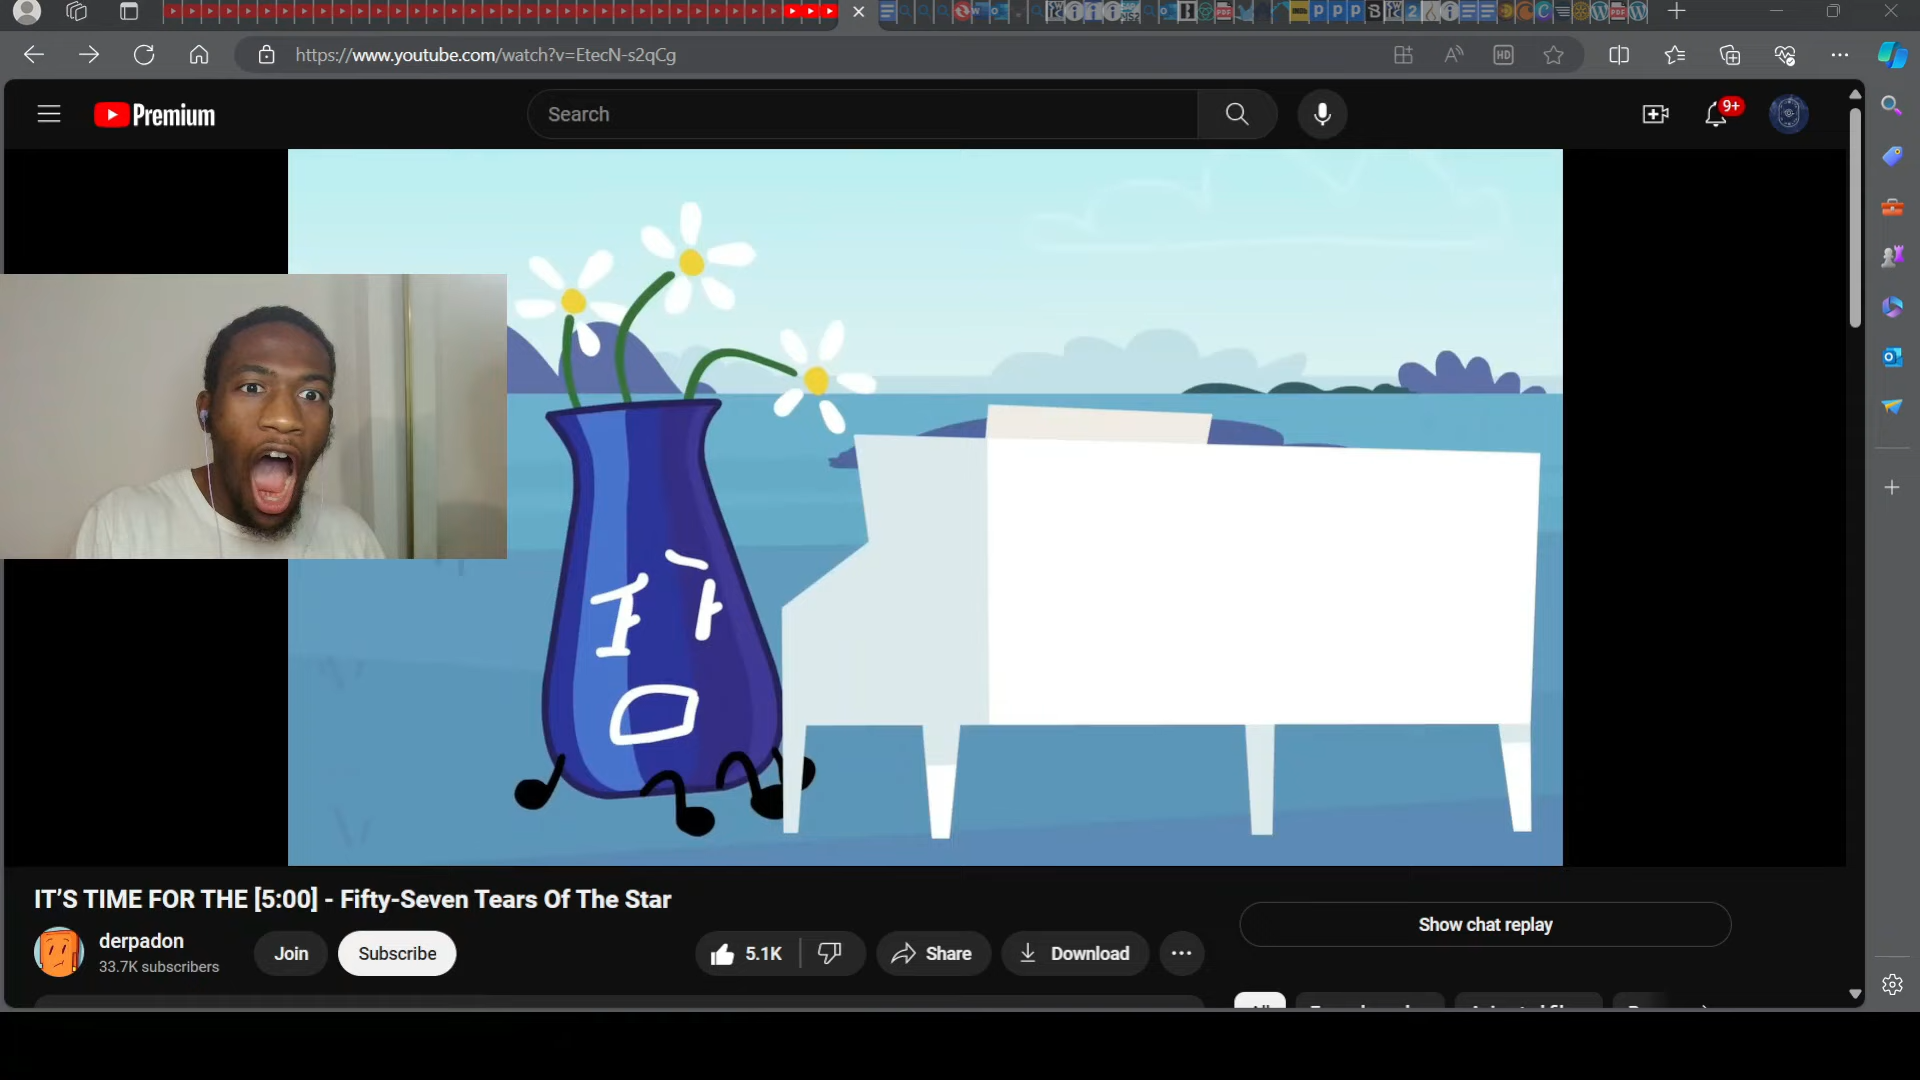 https://www.youtube.com/watch?v=EtecN-s2qCg
Premium
Search
9+
IT’S TIME FOR THE [5:00] - Fifty-Seven Tears Of The Star
derpadon
33.7K subscribers
Join
Subscribe
5.1K
Share
Download
Show chat replay